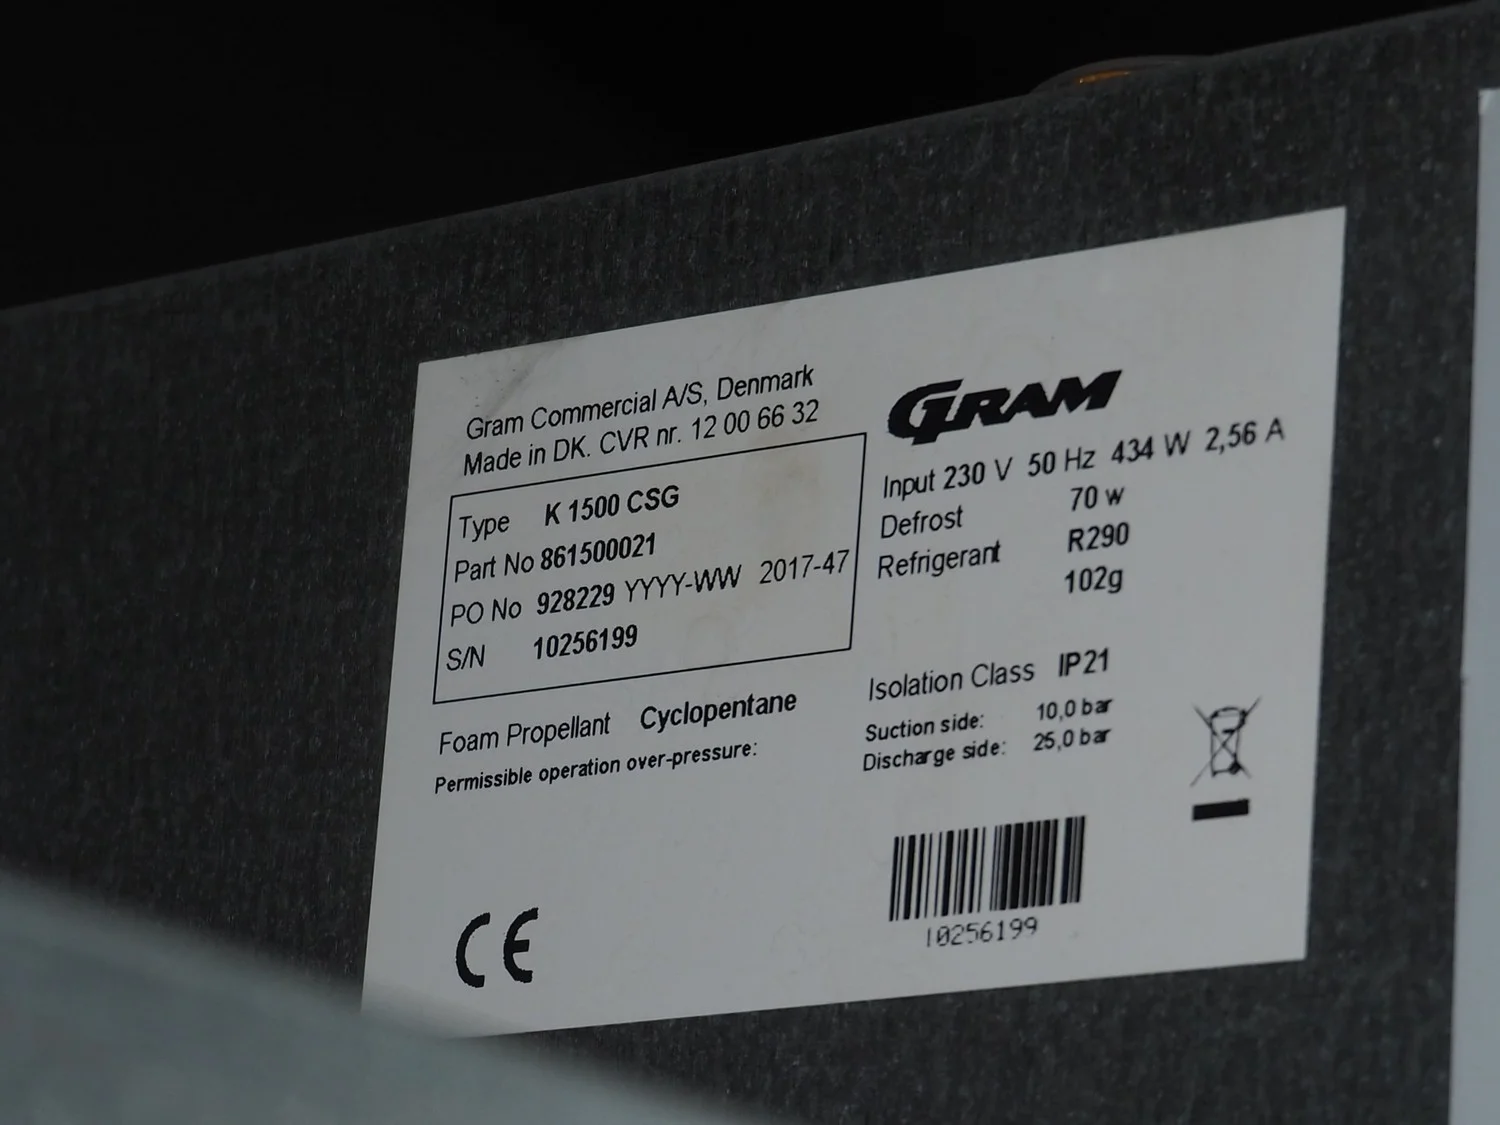 Gram Commercial A/S, Denmark
Made in DK. CVR nr. 12 00 66 32
Type K 1500 CSG
Part No 861500021
PO No 928229 YYYY-WW 2017-47
S/N 10256199
Foam Propellant Cyclopentane
Permissible operation over-pressure:
GRAM
Input 230 V 50 Hz 434 W 2,56 A
Defrost 70 w
Refrigerant R290
102g
Isolation Class IP21
Suction side: 10,0 bar
Discharge side: 25,0 bar
CE
10256199